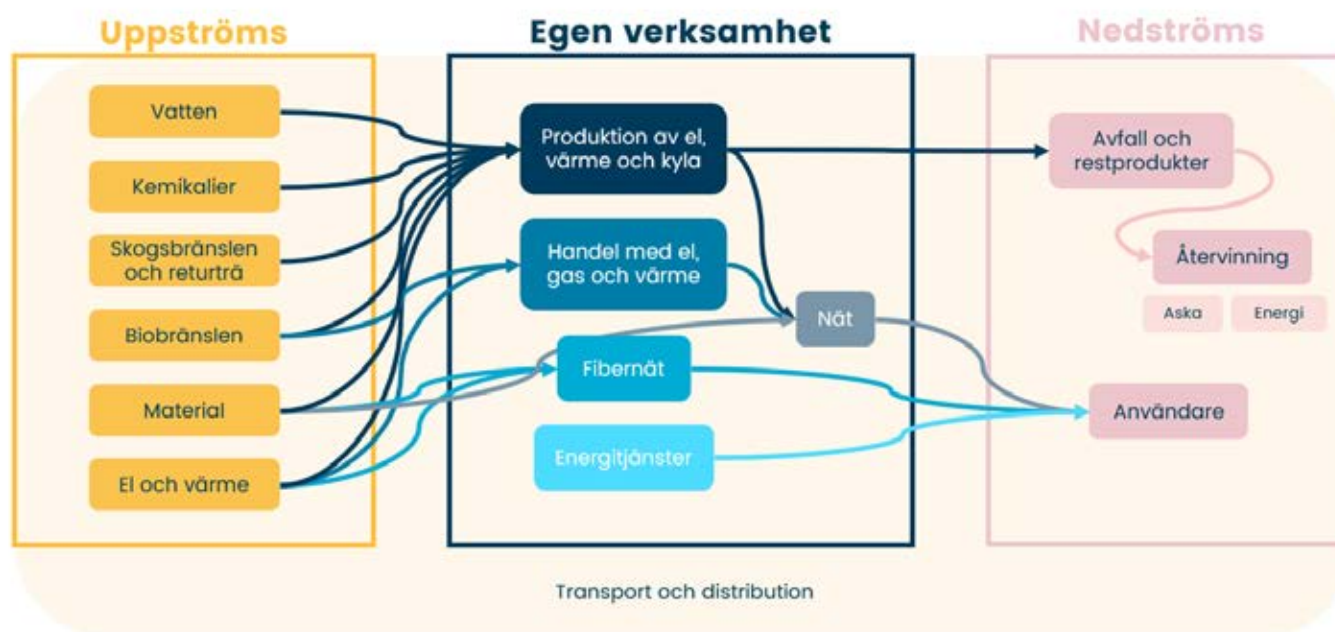 Uppströms
Egen verksamhet
Nedströms
Vatten
Kemikalier
Skogsbränslen
och returträ
Biobränslen
Material
El och värme
Produktion av el,
värme och kyla
Handel med el,
gas och värme
Nät
Fibernät
Energitjänster
Avfall och
restprodukter
Återvinning
Aska
Energi
Användare
Transport och distribution